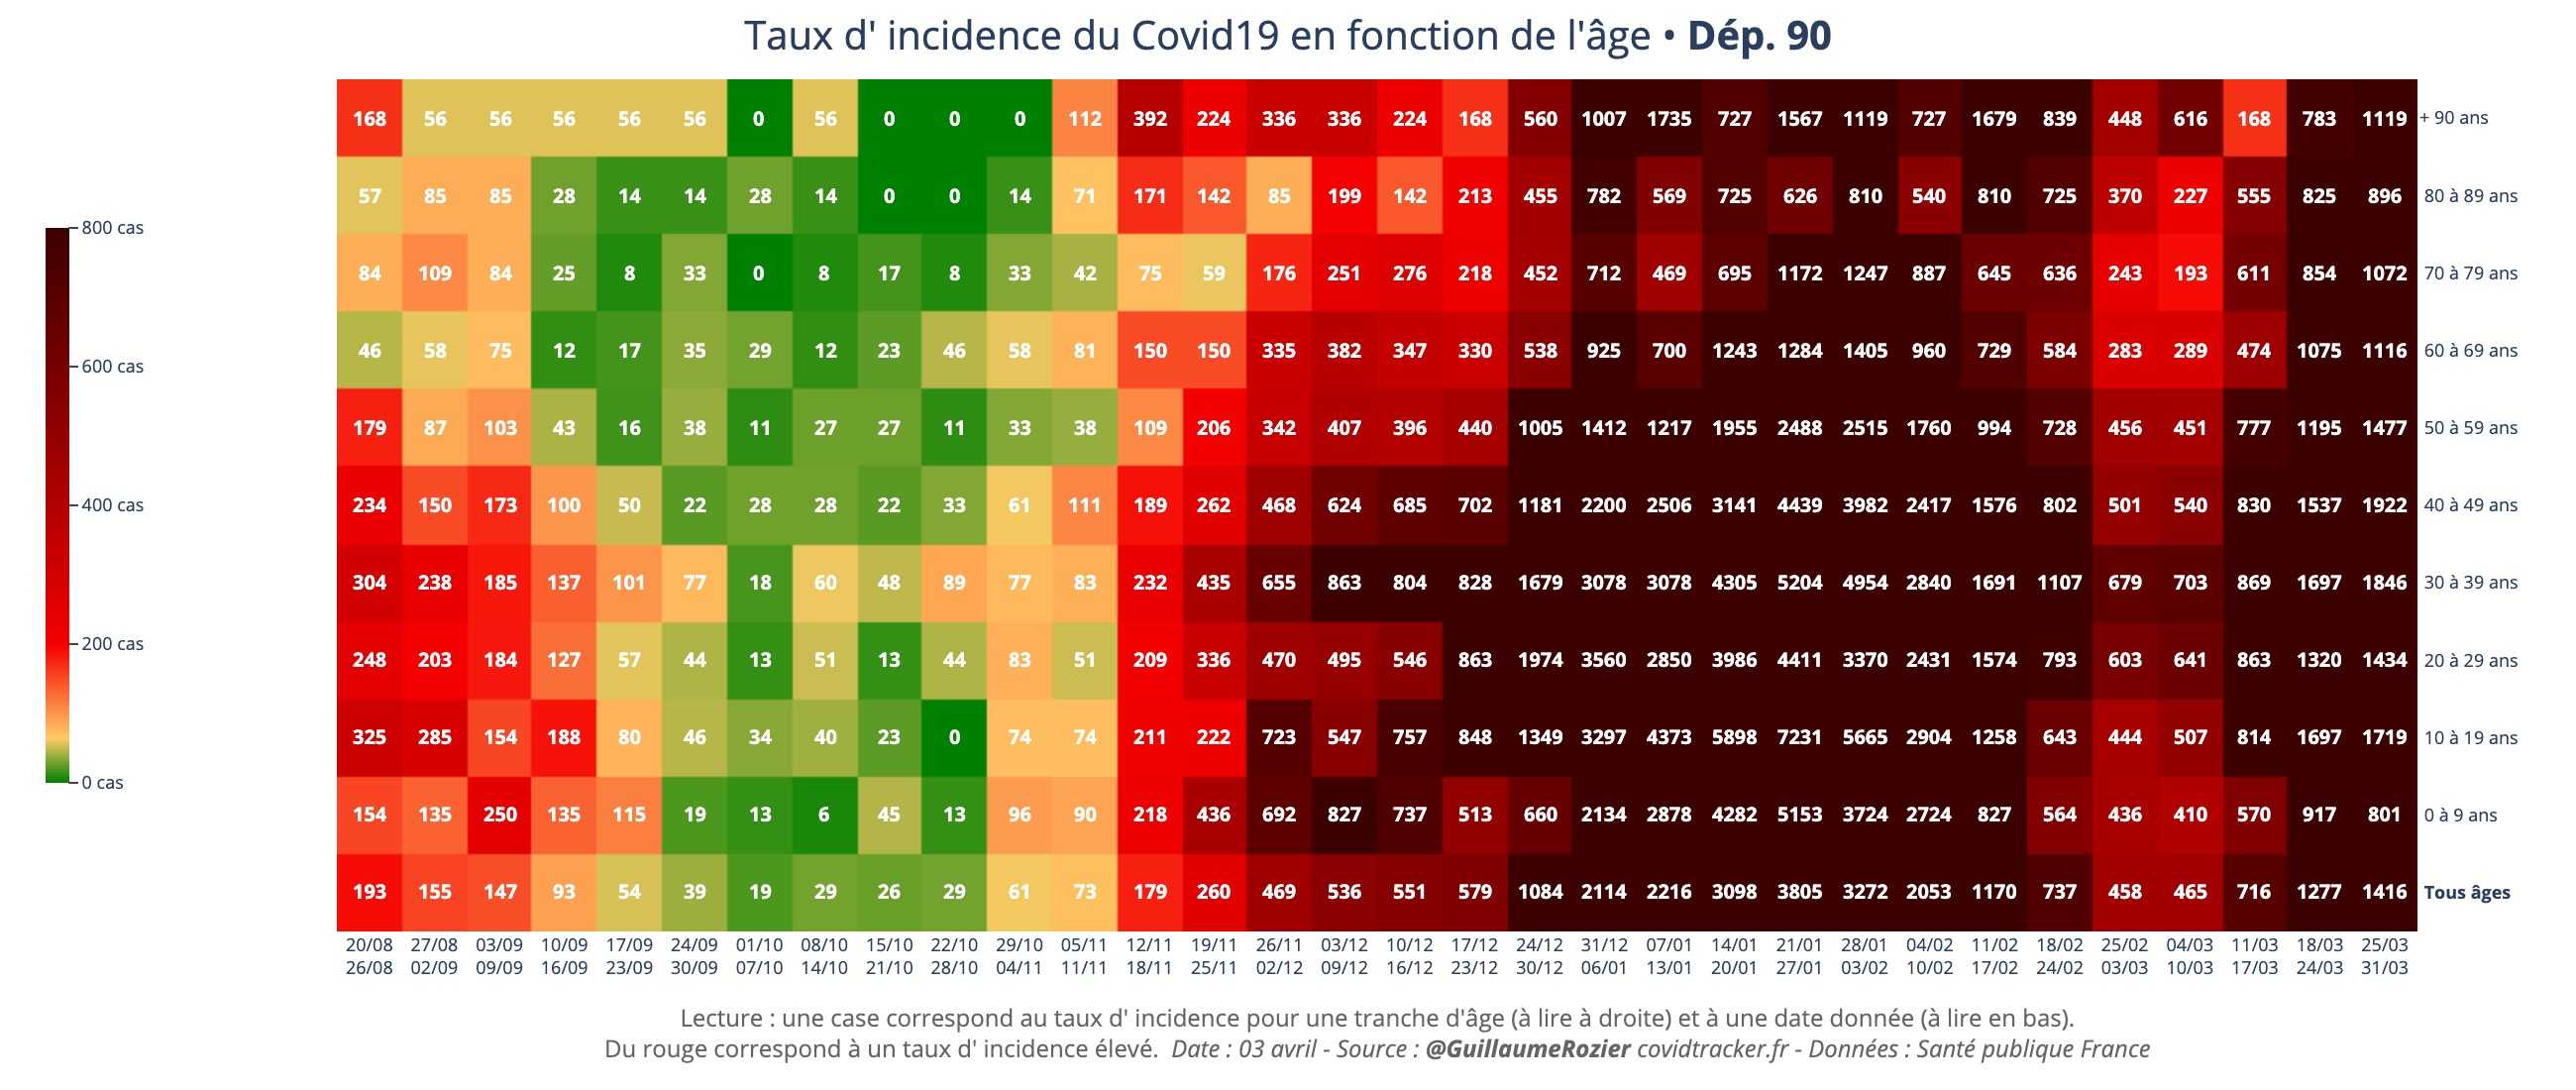 Taux d' incidence du Covid19 en fonction de l'âge • Dép. 90
800 cas
600 cas
400 cas
200 cas
0 cas
168 56 56 56 56 56 0 56 0 0 0 112 392 224 336 336 224 168 560 1007 1735 727 1567 1119 727 1679 839 448 616 168 783 1119 + 90 ans
57 85 85 28 14 14 28 14 0 0 14 71 171 142 85 199 142 213 455 782 569 725 626 810 540 810 725 370 227 555 825 896 80 à 89 ans
84 109 84 25 8 33 0 8 17 8 33 42 75 59 176 251 276 218 452 712 469 695 1172 1247 887 645 636 243 193 611 854 1072 70 à 79 ans
46 58 75 12 17 35 29 12 23 46 58 81 150 150 335 382 347 330 538 925 700 1243 1284 1405 960 729 584 283 289 474 1075 1116 60 à 69 ans
179 87 103 43 16 38 11 27 27 11 33 38 109 206 342 407 396 440 1005 1412 1217 1955 2488 2515 1760 994 728 456 451 777 1195 1477 50 à 59 ans
234 150 173 100 50 22 28 28 22 33 61 111 189 262 468 624 685 702 1181 2200 2506 3141 4439 3982 2417 1576 802 501 540 830 1537 1922 40 à 49 ans
304 238 185 137 101 77 18 60 48 89 77 83 232 435 655 863 804 828 1679 3078 3078 4305 5204 4954 2840 1691 1107 679 703 869 1697 1846 30 à 39 ans
248 203 184 127 57 44 13 51 13 44 83 51 209 336 470 495 546 863 1974 3560 2850 3986 4411 3370 2431 1574 793 603 641 863 1320 1434 20 à 29 ans
325 285 154 188 80 46 34 40 23 0 74 74 211 222 723 547 757 848 1349 3297 4373 5898 7231 5665 2904 1258 643 444 507 814 1697 1719 10 à 19 ans
154 135 250 135 115 19 13 6 45 13 96 90 218 436 692 827 737 513 660 2134 2878 4282 5153 3724 2724 827 564 436 410 570 917 801 0 à 9 ans
193 155 147 93 54 39 19 29 26 29 61 73 179 260 469 536 551 579 1084 2114 2216 3098 3805 3272 2053 1170 737 458 465 716 1277 1416 Tous âges
20/08 27/08 03/09 10/09 17/09 24/09 01/10 08/10 15/10 22/10 29/10 05/11 12/11 19/11 26/11 03/12 10/12 17/12 24/12 31/12 07/01 14/01 21/01 28/01 04/02 11/02 18/02 25/02 04/03 11/03 18/03 25/03
26/08 02/09 09/09 16/09 23/09 30/09 07/10 14/10 21/10 28/10 04/11 11/11 18/11 25/11 02/12 09/12 16/12 23/12 30/12 06/01 13/01 20/01 27/01 03/02 10/02 17/02 24/02 03/03 10/03 17/03 24/03 31/03
Lecture : une case correspond au taux d' incidence pour une tranche d'âge (à lire à droite) et à une date donnée (à lire en bas).
Du rouge correspond à un taux d' incidence élevé. Date : 03 avril - Source : @GuillaumeRozier covidtracker.fr - Données : Santé publique France